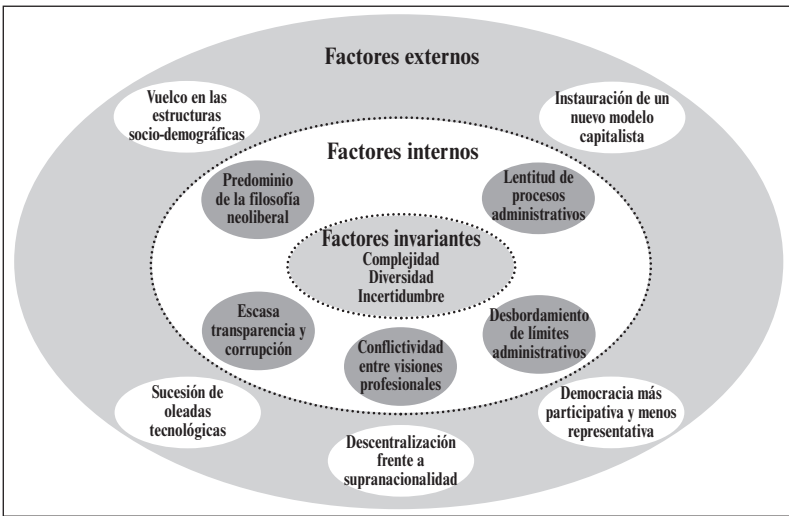 Factores externos
Vuelco en las
estructuras
socio-demográficas
Instauración de un
nuevo modelo
capitalista
Factores internos
Predominio
de la filosofía
neoliberal
Lentitud de
procesos
administrativos
Factores invariantes
Complejidad
Diversidad
Incertidumbre
Escasa
transparencia y
corrupción
Conflictividad
entre visiones
profesionales
Desbordamiento
de límites
administrativos
Sucesión de
oleadas
tecnológicas
Descentralización
frente a
supranacionalidad
Democracia más
participativa y menos
representativa